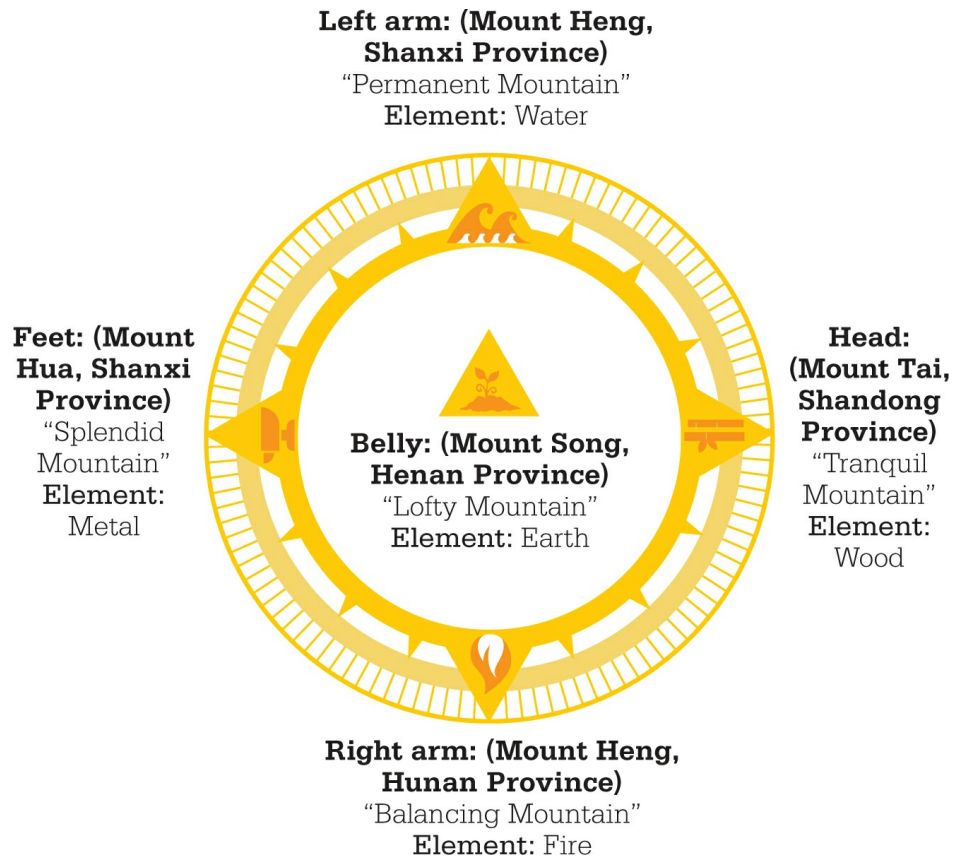 Left arm: (Mount Heng,
Shanxi Province)
“Permanent Mountain”
Element: Water
Feet: (Mount
Hua, Shanxi
Province)
“Splendid
Mountain”
Element:
Metal
Belly: (Mount Song,
Henan Province)
“Lofty Mountain”
Element: Earth
Head:
(Mount Tai,
Shandong
Province)
“Tranquil
Mountain”
Element:
Wood
Right arm: (Mount Heng,
Hunan Province)
“Balancing Mountain”
Element: Fire